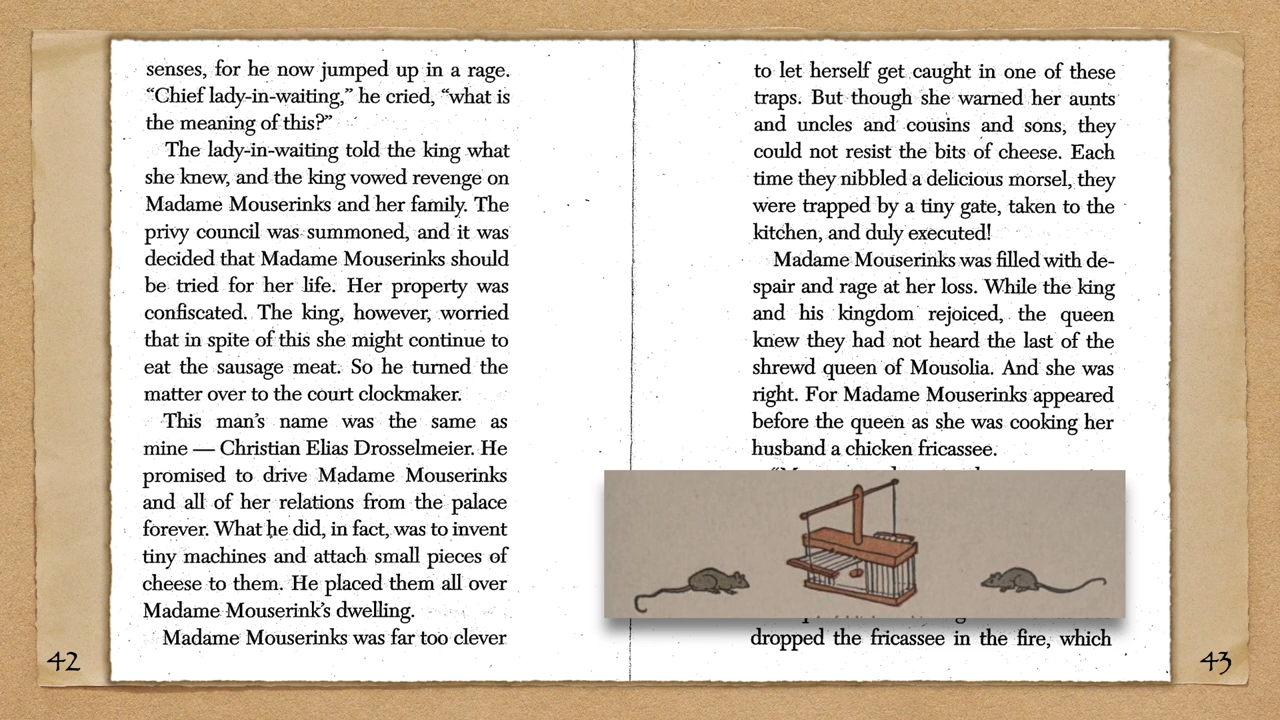 senses, for he now jumped up in a rage.
“Chief lady-in-waiting,” he cried, “what is
the meaning of this?”
The lady-in-waiting told the king what
she knew, and the king vowed revenge on
Madame Mouserinks and her family. The
privy council was summoned, and it was
decided that Madame Mouserinks should
be tried for her life. Her property was
confiscated. The king, however, worried
that in spite of this she might continue to
eat the sausage meat. So he turned the
matter over to the court clockmaker.
This man’s name was the same as
mine — Christian Elias Drosselmeier. He
promised to drive Madame Mouserinks
and all of her relations from the palace
forever. What he did, in fact, was to invent
tiny machines and attach small pieces of
cheese to them. He placed them all over
Madame Mouserink’s dwelling.
Madame Mouserinks was far too clever
42
to let herself get caught in one of these
traps. But though she warned her aunts
and uncles and cousins and sons, they
could not resist the bits of cheese. Each
time they nibbled a delicious morsel, they
were trapped by a tiny gate, taken to the
kitchen, and duly executed!
Madame Mouserinks was filled with de-
spair and rage at her loss. While the king
and his kingdom rejoiced, the queen
knew they had not heard the last of the
shrewd queen of Mousolia. And she was
right. For Madame Mouserinks appeared
before the queen as she was cooking her
husband a chicken fricassee.
dropped the fricassee in the fire, which
43